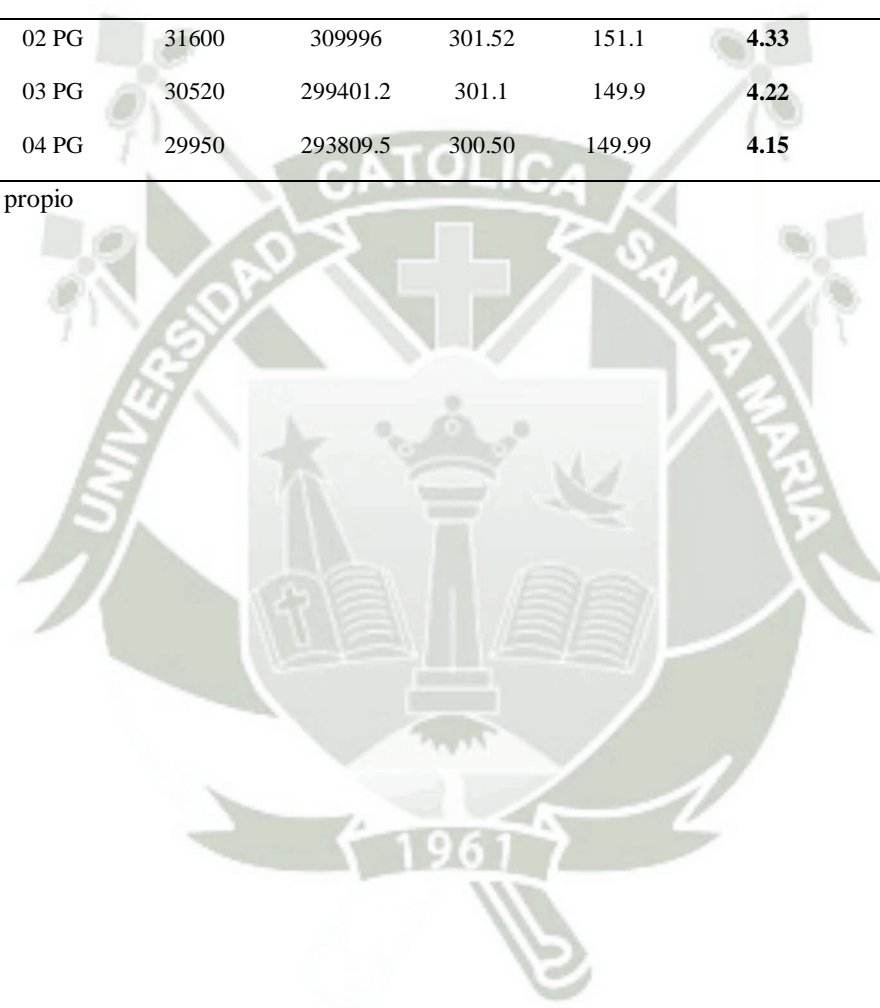 02 PG 31600 309996 301.52 151.1 4.33
03 PG 30520 299401.2 301.1 149.9 4.22
04 PG 29950 293809.5 300.50 149.99 4.15
propio
UNIVERSIDAD CATOLICA SANTA MARIA
1961